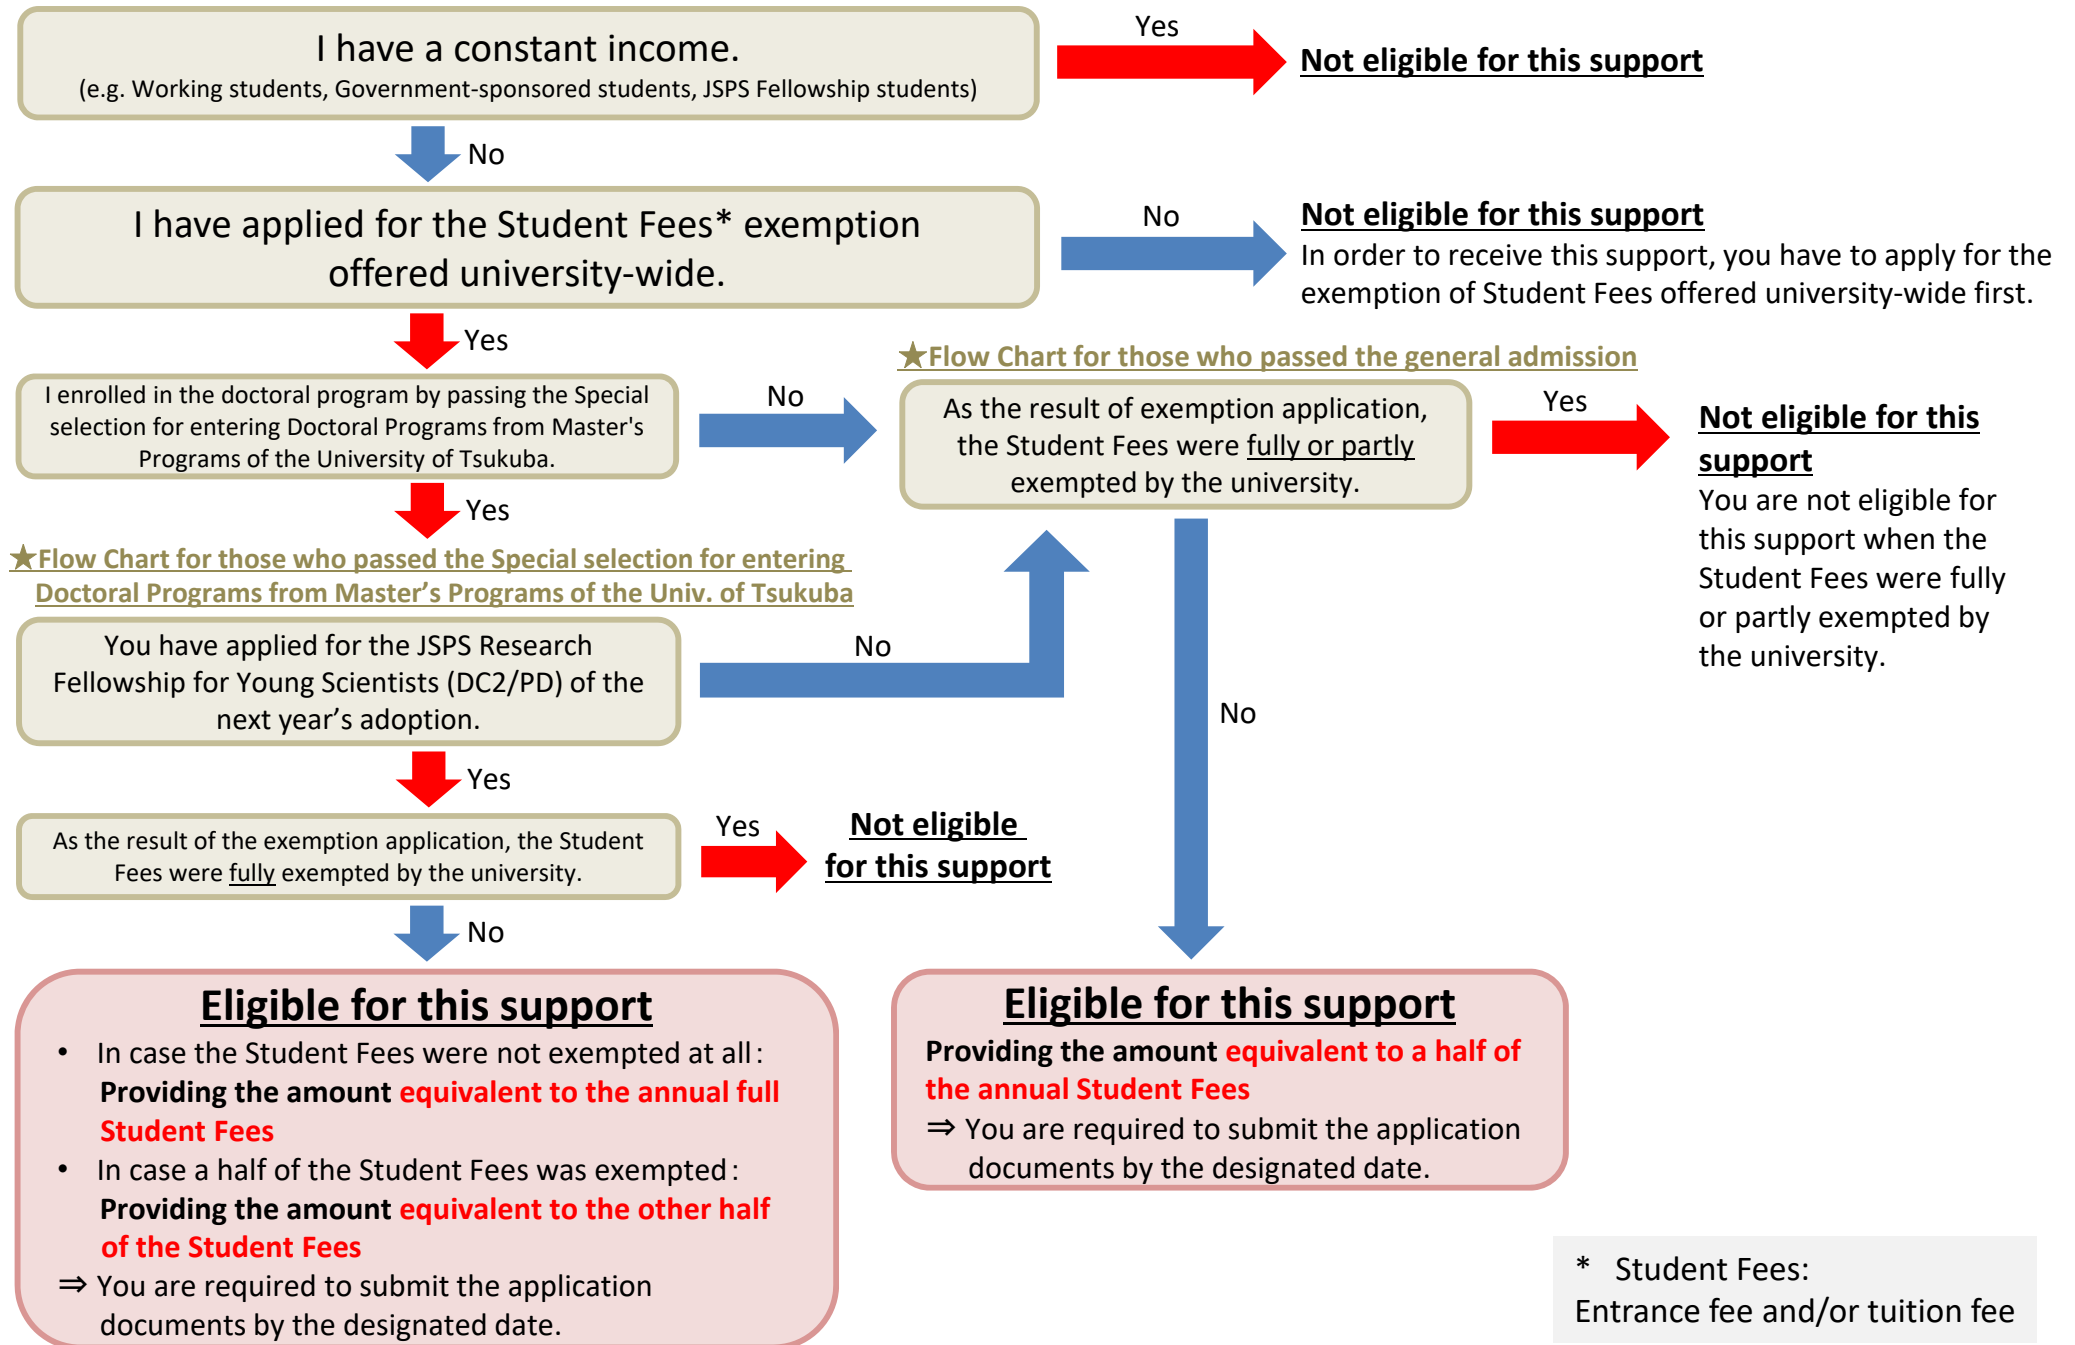 I have a constant income.
(e.g. Working students, Government-sponsored students, JSPS Fellowship students)
Yes
Not eligible for this support
No
I have applied for the Student Fees* exemption
offered university-wide.
No
Not eligible for this support
In order to receive this support, you have to apply for the
exemption of Student Fees offered university-wide first.
Yes
I enrolled in the doctoral program by passing the Special
selection for entering Doctoral Programs from Master's
Programs of the University of Tsukuba.
No
★Flow Chart for those who passed the general admission
As the result of exemption application,
the Student Fees were fully or partly
exempted by the university.
Yes
Not eligible for this
support
You are not eligible for
this support when the
Student Fees were fully
or partly exempted by
the university.
Yes
★Flow Chart for those who passed the Special selection for entering
Doctoral Programs from Master’s Programs of the Univ. of Tsukuba
You have applied for the JSPS Research
Fellowship for Young Scientists (DC2/PD) of the
next year’s adoption.
No
No
Yes
As the result of the exemption application, the Student
Fees were fully exempted by the university.
Yes
Not eligible
for this support
No
Eligible for this support
• In case the Student Fees were not exempted at all :
Providing the amount equivalent to the annual full
Student Fees
• In case a half of the Student Fees was exempted :
Providing the amount equivalent to the other half
of the Student Fees
⇒ You are required to submit the application
documents by the designated date.
Eligible for this support
Providing the amount equivalent to a half of
the annual Student Fees
⇒ You are required to submit the application
documents by the designated date.
* Student Fees:
Entrance fee and/or tuition fee